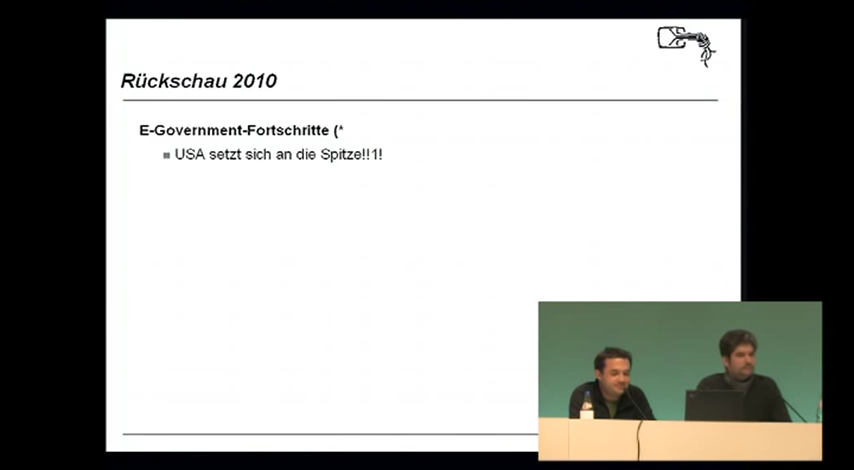 Rückschau 2010
E-Government-Fortschritte (*
USA setzt sich an die Spitze!!1!